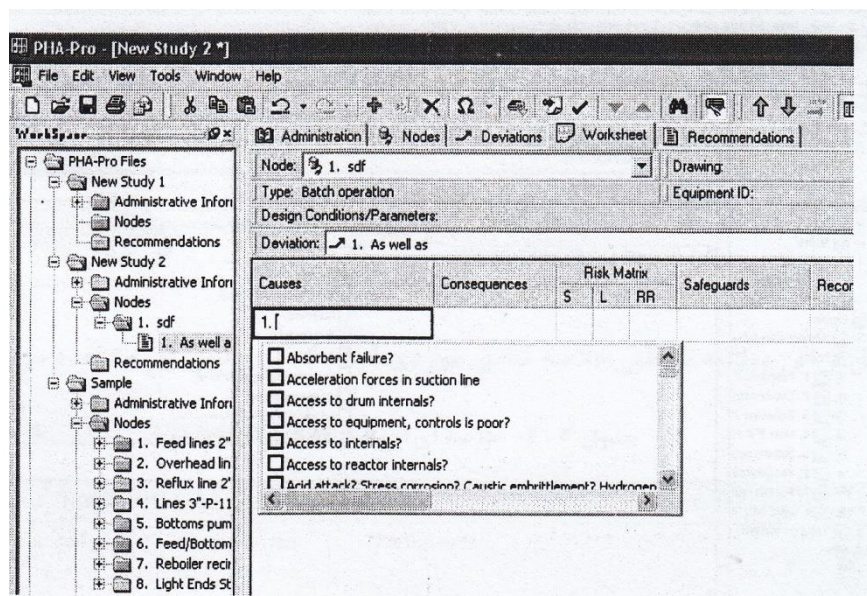 PHA-Pro - [New Study 2 *]
File Edit View Tools Window Help
WorkSpace
Administration Nodes Deviations Worksheet Recommendations
PHA-Pro Files
New Study 1
Administrative Infor
Nodes
Recommendations
New Study 2
Administrative Infor
Nodes
1. sdf
1. As well a
Recommendations
Sample
Administrative Infor
Nodes
1. Feed lines 2"
2. Overhead lin
3. Reflux line 2'
4. Lines 3"-P-11
5. Bottoms pum
6. Feed/Bottom
7. Reboiler recir
8. Light Ends St
Node: 1. sdf
Drawing:
Type: Batch operation
Equipment ID:
Design Conditions/Parameters:
Deviation: 1. As well as
Causes Consequences Risk Matrix Safeguards Recor
S L RR
1.
Absorbent failure?
Acceleration forces in suction line
Access to drum internals?
Access to equipment, controls is poor?
Access to internals?
Access to reactor internals?
Acid attack? Stress corrosion? Caustic embrittlement? Hydrogen